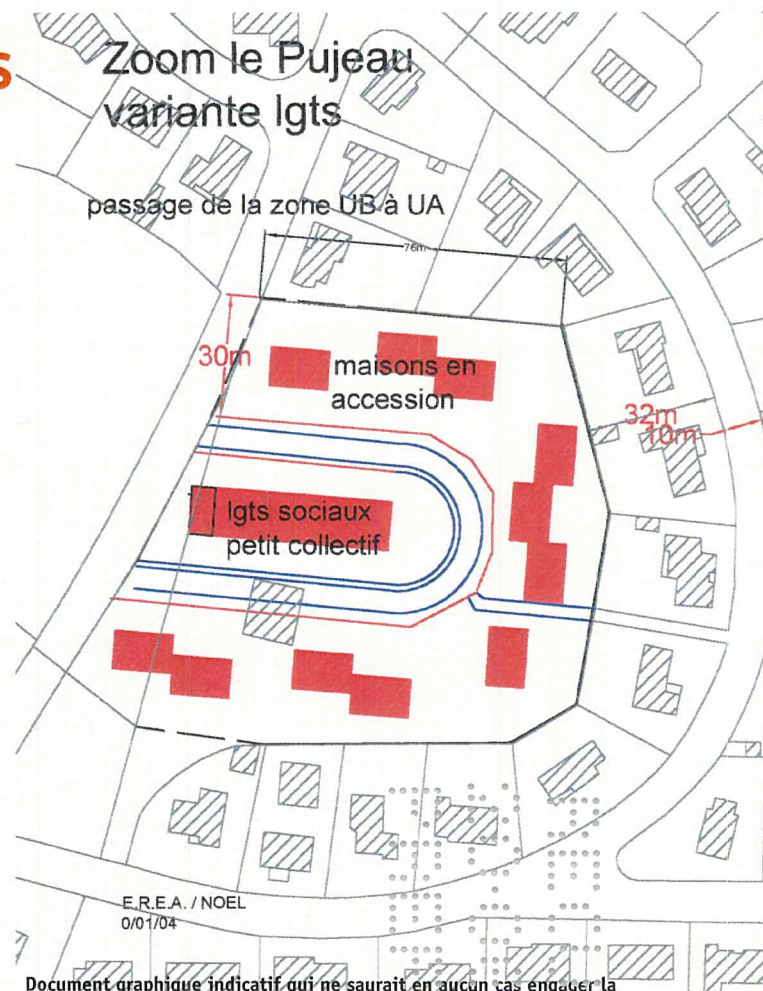 s
Zoom le Pujeau
variante lgts
passage de la zone UB à UA
76m
30m
maisons en
accession
32m
10m
lgts sociaux
petit collectif
E.R.E.A. / NOEL
0/01/04
Document graphique indicatif qui ne saurait en aucun cas engager la